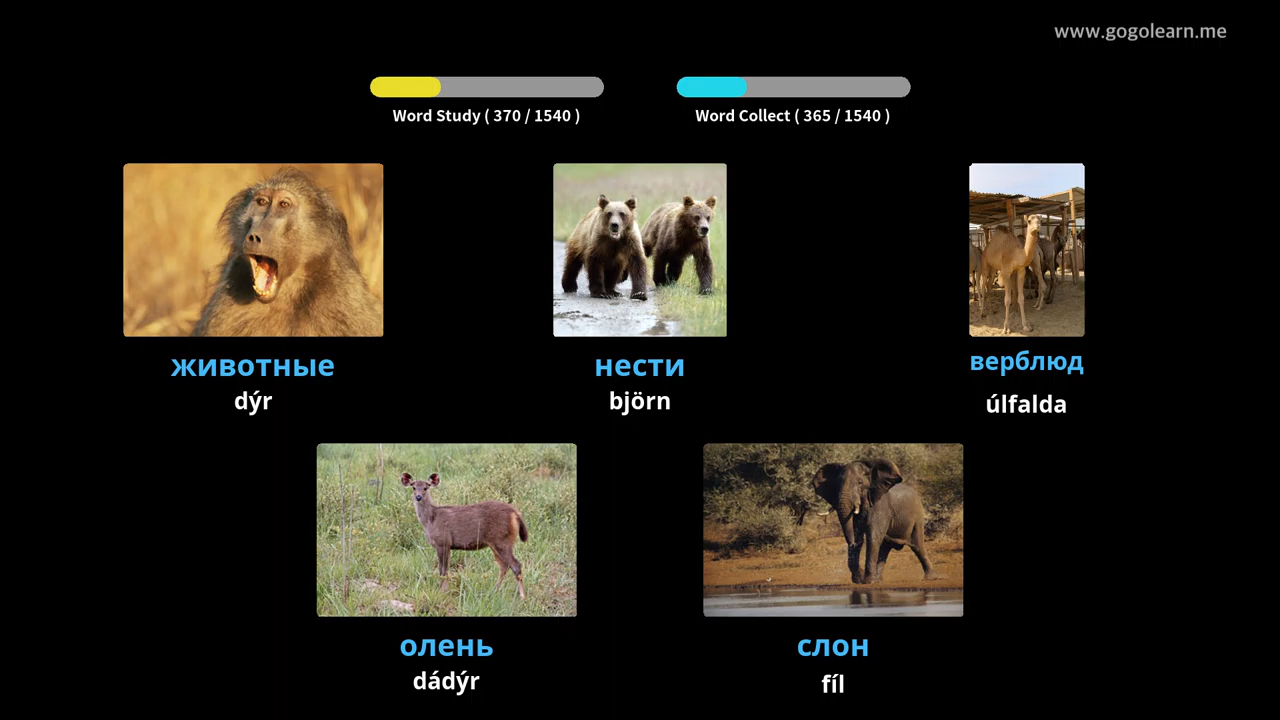 www.gogolearn.me
Word Study ( 370 / 1540 )
Word Collect ( 365 / 1540 )
животные
dýr
нести
björn
верблюд
úlfalda
олень
dádýr
слон
fíl